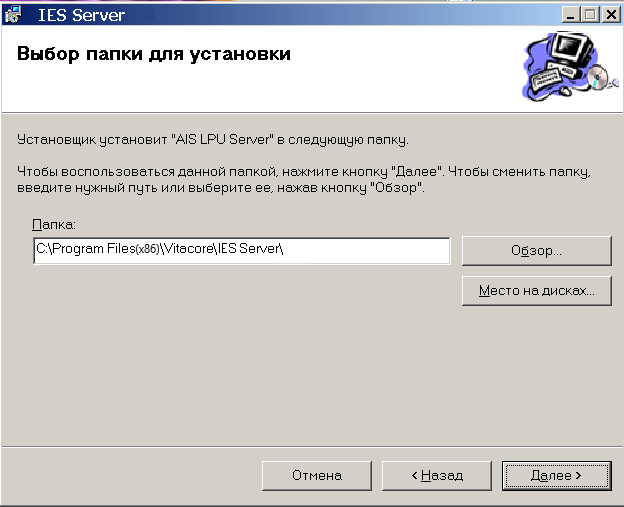 IES Server
Выбор папки для установки
Установщик установит "AIS LPU Server" в следующую папку.
Чтобы воспользоваться данной папкой, нажмите кнопку "Далее". Чтобы сменить папку,
введите нужный путь или выберите ее, нажав кнопку "Обзор".
Папка:
C:\Program Files(x86)\Vitacore\IES Server\
Обзор...
Место на дисках...
Отмена
< Назад
Далее >